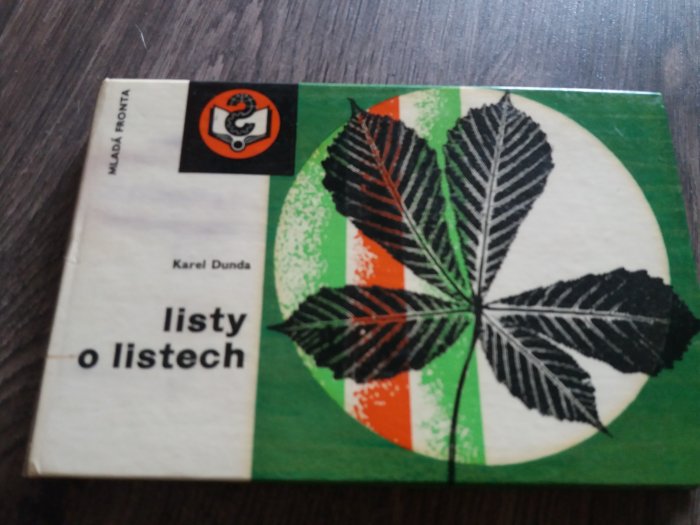 MLADÁ FRONTA
Karel Dunda
listy
o listech